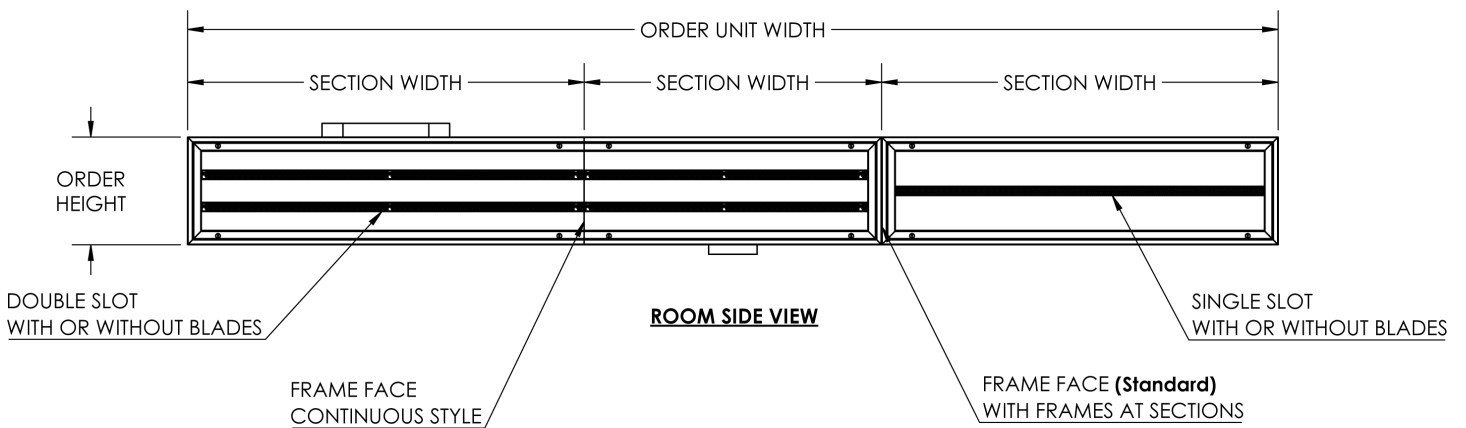 ORDER UNIT WIDTH
SECTION WIDTH
SECTION WIDTH
SECTION WIDTH
ORDER
HEIGHT
DOUBLE SLOT
WITH OR WITHOUT BLADES
ROOM SIDE VIEW
SINGLE SLOT
WITH OR WITHOUT BLADES
FRAME FACE
CONTINUOUS STYLE
FRAME FACE (Standard)
WITH FRAMES AT SECTIONS